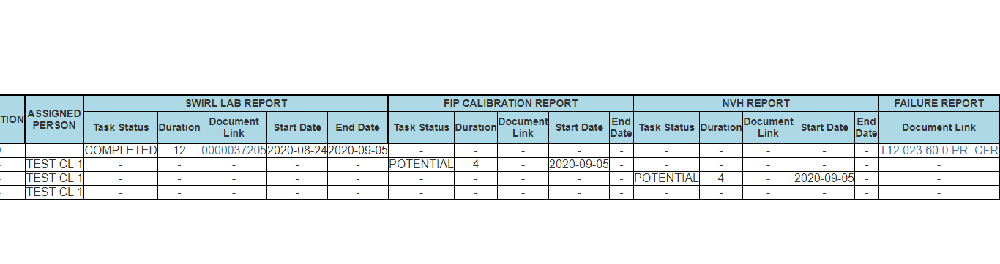 SWIRL LAB REPORT FIP CALIBRATION REPORT NVH REPORT FAILURE REPORT
TION ASSIGNED PERSON Task Status Duration Document Link Start Date End Date Task Status Duration Document Link Start Date End Date Task Status Duration Document Link Start Date End Date Document Link
COMPLETED 12 0000037205 2020-08-24 2020-09-05 - - - - - - - - - - T12.023.60.0.PR_CFR
TEST CL 1 - - - - - POTENTIAL 4 - 2020-09-05 - - - - - - -
TEST CL 1 - - - - - - - - - - POTENTIAL 4 - 2020-09-05 - -
TEST CL 1 - - - - - - - - - - - - - - - -